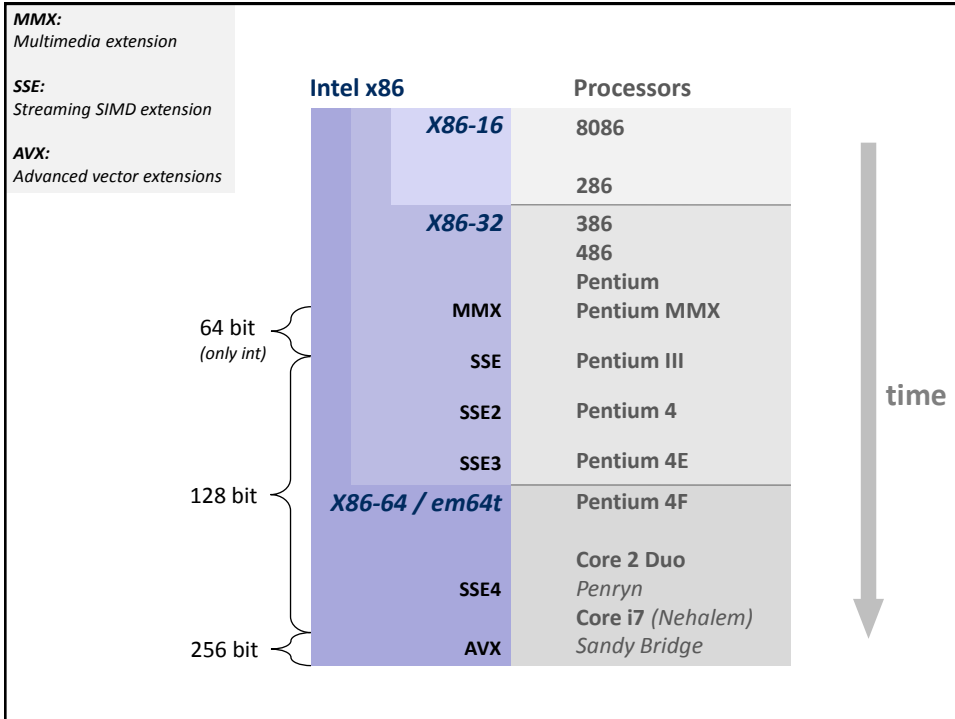 MMX:
Multimedia extension
SSE:
Streaming SIMD extension
AVX:
Advanced vector extensions
Intel x86
Processors
X86-16
8086
286
X86-32
386
486
Pentium
MMX
Pentium MMX
64 bit
(only int)
SSE
Pentium III
SSE2
Pentium 4
time
SSE3
Pentium 4E
128 bit
X86-64 / em64t
Pentium 4F
Core 2 Duo
SSE4
Penryn
Core i7 (Nehalem)
256 bit
AVX
Sandy Bridge